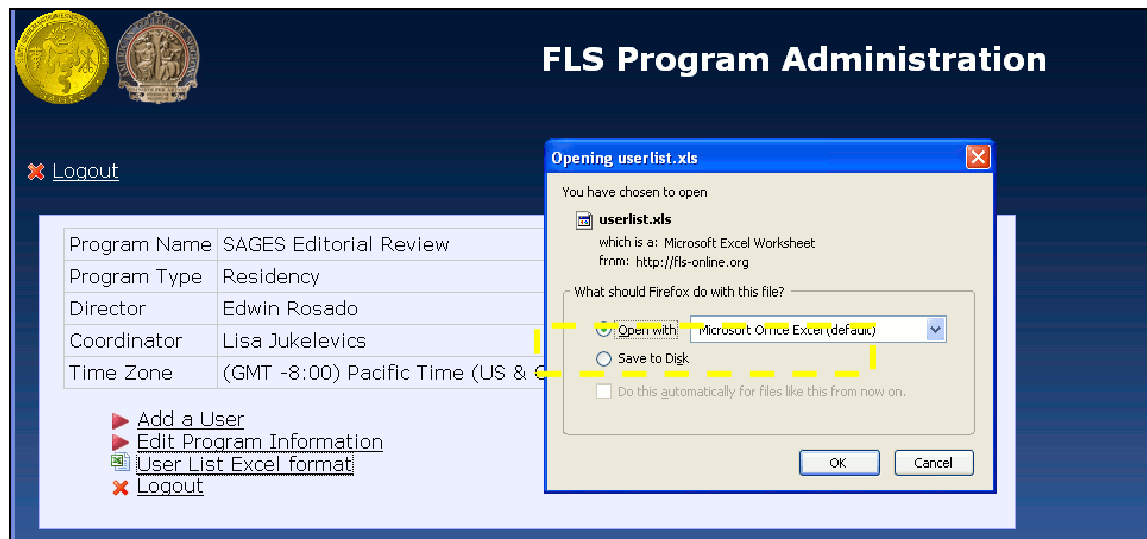 FLS Program Administration
Logout
Program Name SAGES Editorial Review
Program Type Residency
Director Edwin Rosado
Coordinator Lisa Jukelevics
Time Zone (GMT -8:00) Pacific Time (US &
Add a User
Edit Program Information
User List Excel format
Logout
Opening userlist.xls
You have chosen to open
userlist.xls
which is a: Microsoft Excel Worksheet
from: http://fls-online.org
What should Firefox do with this file?
Open with Microsoft Office Excel (default)
Save to Disk
Do this automatically for files like this from now on.
OK Cancel